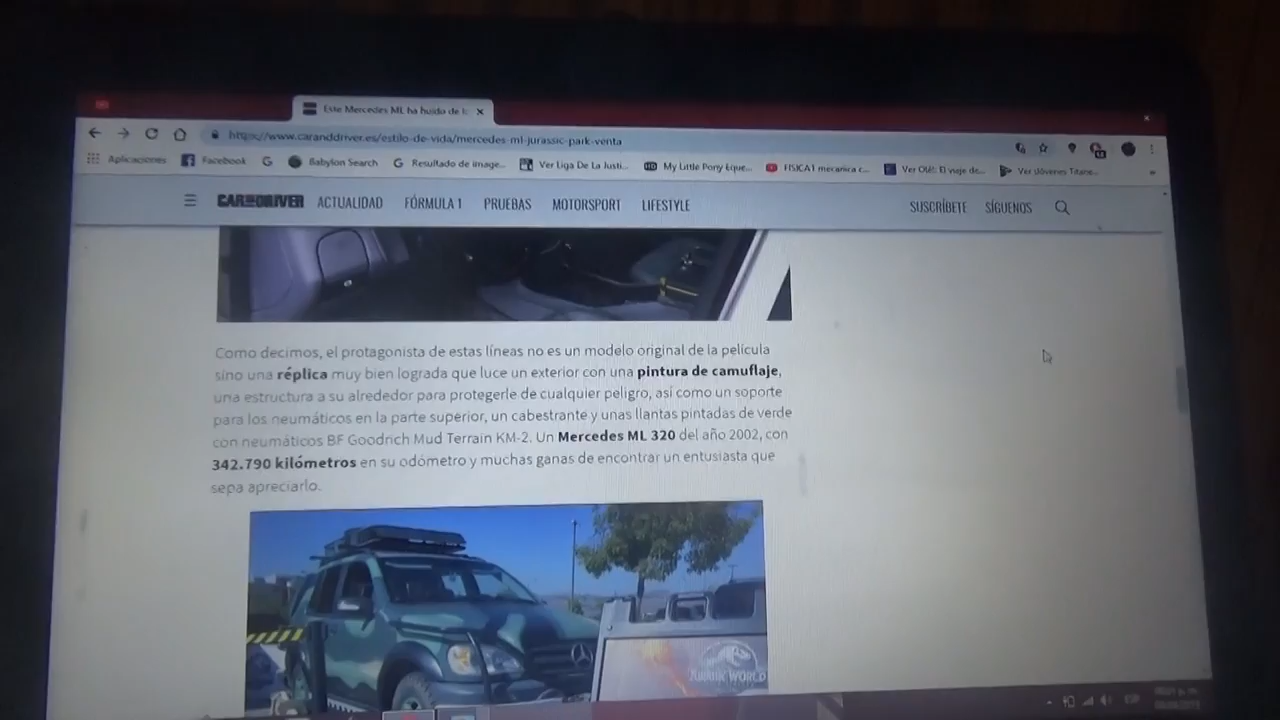 Este Mercedes ML ha huido de l
https://www.caranddriver.es/estilo-de-vida/mercedes-ml-jurassic-park-venta
Aplicaciones Facebook Babylon Search Resultado de image... Ver Liga De La Justi... My Little Pony Eque... FISICA1 mecanica c... Ver Ver Jóvenes Titans...
CAR AND DRIVER ACTUALIDAD FÓRMULA 1 PRUEBAS MOTORSPORT LIFESTYLE SUSCRÍBETE SÍGUENOS
Como decimos, el protagonista de estas líneas no es un modelo original de la película
sino una réplica muy bien lograda que luce un exterior con una pintura de camuflaje,
una estructura a su alrededor para protegerle de cualquier peligro, así como un soporte
para los neumáticos en la parte superior, un cabestrante y unas llantas pintadas de verde
con neumáticos BF Goodrich Mud Terrain KM-2. Un Mercedes ML 320 del año 2002, con
342.790 kilómetros en su odómetro y muchas ganas de encontrar un entusiasta que
sepa apreciarlo.
JURASSIC WORLD
ESP